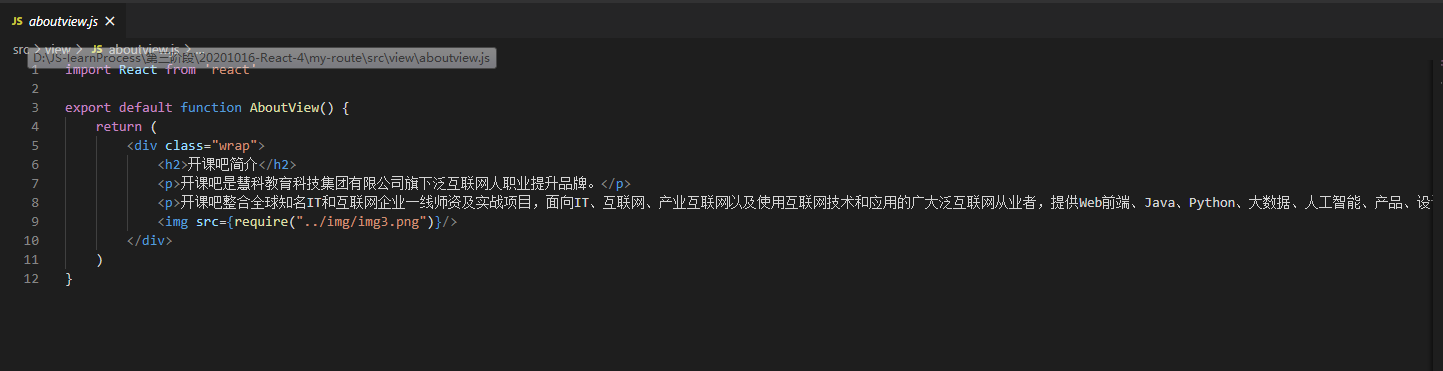 JS aboutview.js ×
src > view > JS aboutview.js > ...
D:\JS-learnProcess\第三阶段\20201016-React-4\my-route\src\view\aboutview.js
1 import React from 'react'
2
3 export default function AboutView() {
4 return (
5 <div class="wrap">
6 <h2>开课吧简介</h2>
7 <p>开课吧是慧科教育科技集团有限公司旗下泛互联网人职业提升品牌。</p>
8 <p>开课吧整合全球知名IT和互联网企业一线师资及实战项目，面向IT、互联网、产业互联网以及使用互联网技术和应用的广大泛互联网从业者，提供Web前端、Java、Python、大数据、人工智能、产品、设
9 <img src={require("../img/img3.png")}/>
10 </div>
11 )
12 }